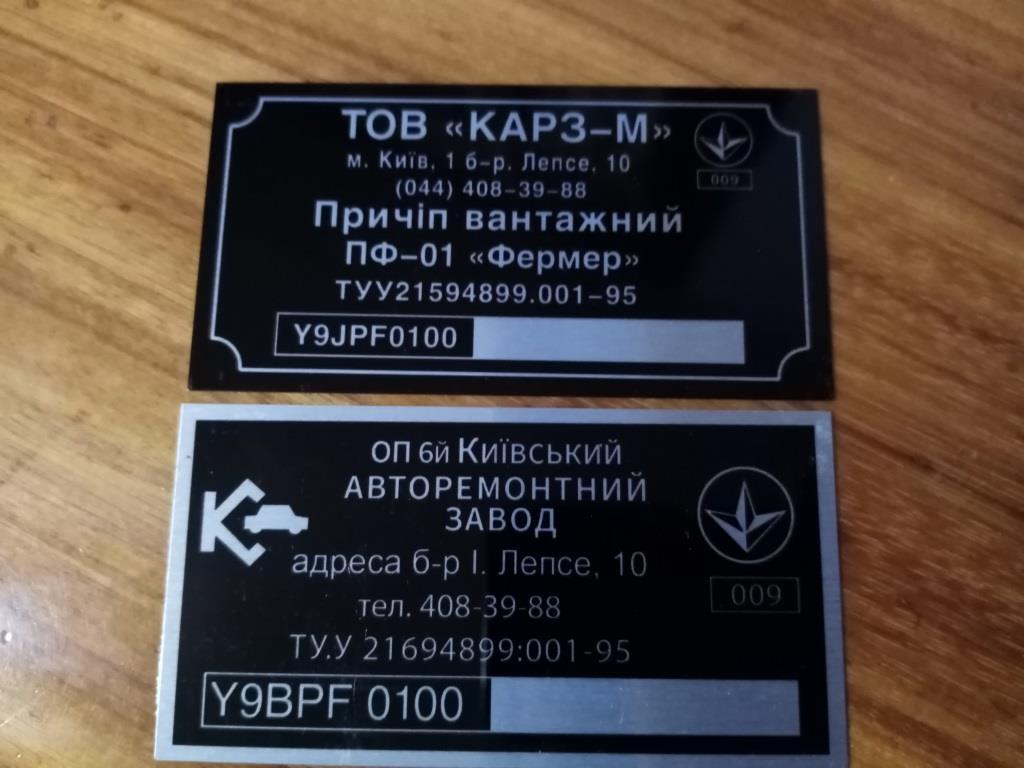 ТОВ «КАРЗ-М»
м. Київ, 1 б-р. Лепсе, 10
009
(044) 408-39-88
Причіп вантажний
ПФ-01 «Фермер»
ТУУ21594899.001-95
Y9JPF0100
ОП 6й Київський
АВТОРЕМОНТНИЙ
ЗАВОД
адреса б-р І. Лепсе, 10
009
тел. 408-39-88
ТУ.У 21694899:001-95
Y9BPF 0100